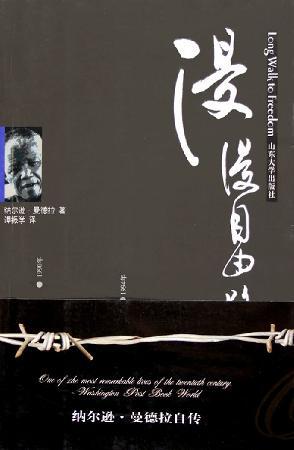 Long Walk to Freedom
山东大学出版社
漫
漫自由路
纳尔逊·曼德拉 著
谭振学 译
One of the most remarkable lives of the twentieth century
- Washington Post Book World
纳尔逊·曼德拉自传